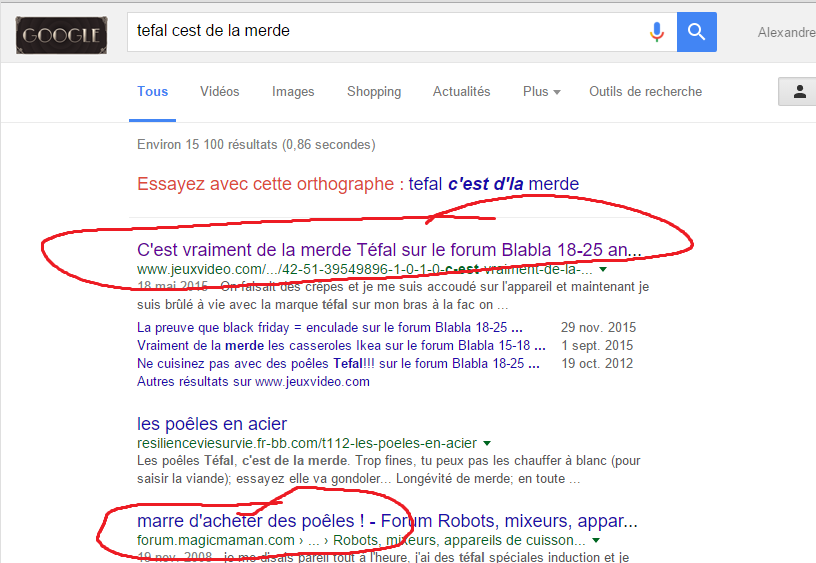 GOOGLE
tefal cest de la merde
Alexandre
Tous Vidéos Images Shopping Actualités Plus Outils de recherche
Environ 15 100 résultats (0,86 secondes)
Essayez avec cette orthographe : tefal c'est d'la merde
C'est vraiment de la merde Téfal sur le forum Blabla 18-25 an...
www.jeuxvideo.com/.../42-51-39549896-1-0-1-0-c-est-vraiment-de-la-...
18 mai 2015 - On faisait des crêpes et je me suis accoudé sur l'appareil et maintenant je
suis brûlé à vie avec la marque téfal sur mon bras à la fac on ...
La preuve que black friday = enculade sur le forum Blabla 18-25 ... 29 nov. 2015
Vraiment de la merde les casseroles Ikea sur le forum Blabla 15-18 ... 1 sept. 2015
Ne cuisinez pas avec des poêles Tefal!!! sur le forum Blabla 18-25 ... 19 oct. 2012
Autres résultats sur www.jeuxvideo.com
les poêles en acier
resilienceviesurvie.fr-bb.com/t112-les-poeles-en-acier
Les poêles Téfal, c'est de la merde. Trop fines, tu peux pas les chauffer à blanc (pour
saisir la viande); essayez elle va gondoler... Longévité de merde; en toute ...
marre d'acheter des poêles ! - Forum Robots, mixeurs, appar...
forum.magicmaman.com › ... › Robots, mixeurs, appareils de cuisson...
19 nov. 2008 - je me disais pareil tout à l'heure, j'ai des téfal spéciales induction et je